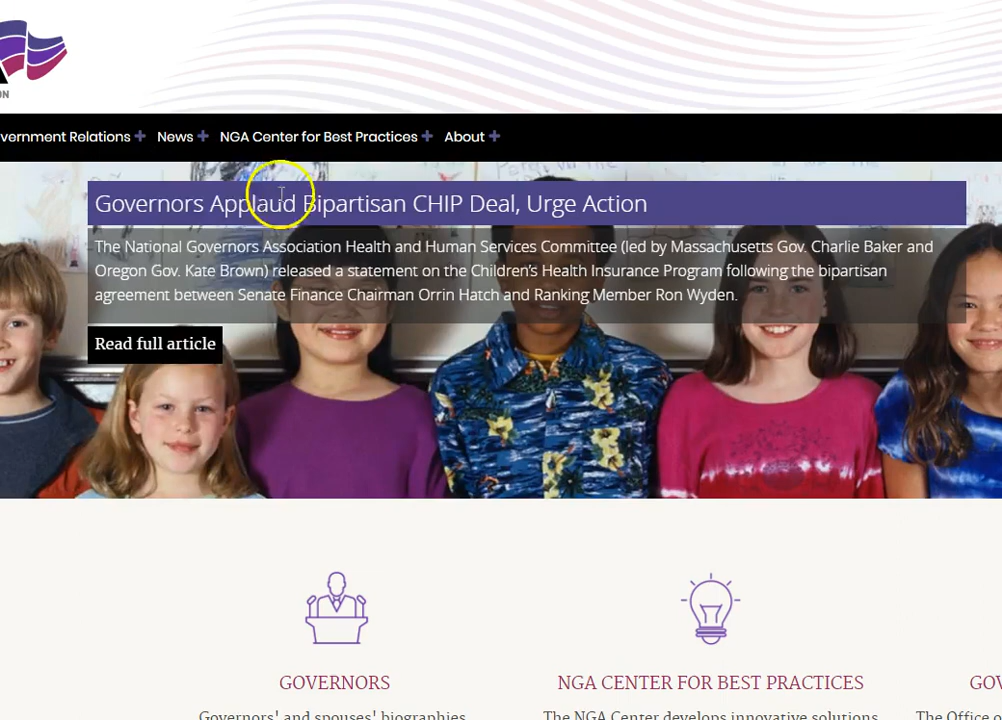 ON
vernment Relations + News + NGA Center for Best Practices + About +
Governors Applaud Bipartisan CHIP Deal, Urge Action
The National Governors Association Health and Human Services Committee (led by Massachusetts Gov. Charlie Baker and
Oregon Gov. Kate Brown) released a statement on the Children's Health Insurance Program following the bipartisan
agreement between Senate Finance Chairman Orrin Hatch and Ranking Member Ron Wyden.
Read full article
GOVERNORS
NGA CENTER FOR BEST PRACTICES
GOV
Governors' and spouses' biographies
The NGA Center develops innovative solutions
The Office o